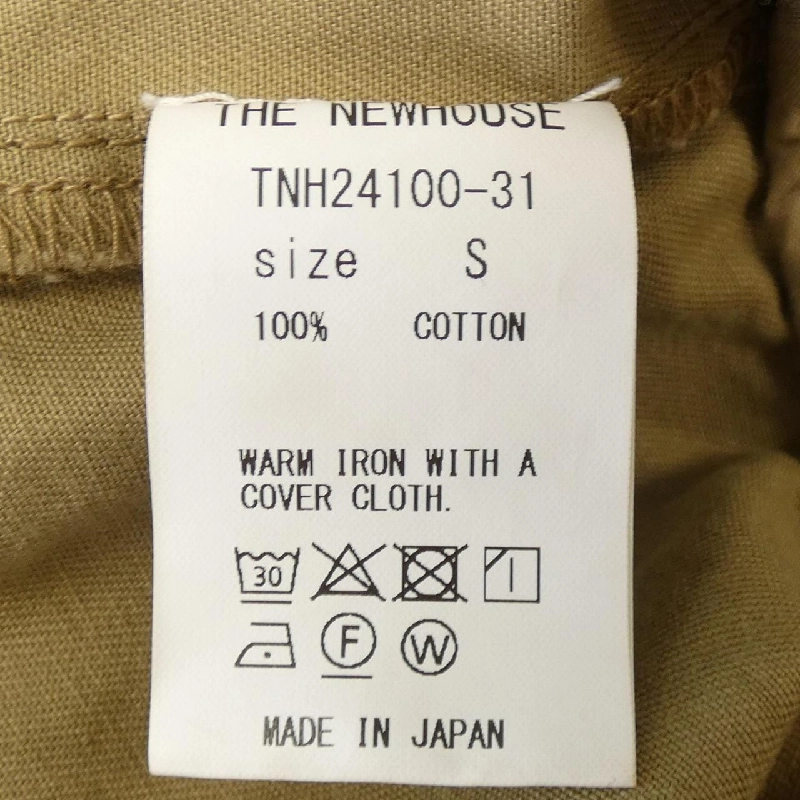 THE NEWHOUSE
TNH24100-31
size S
100% COTTON
WARM IRON WITH A
COVER CLOTH.
30
F W
MADE IN JAPAN